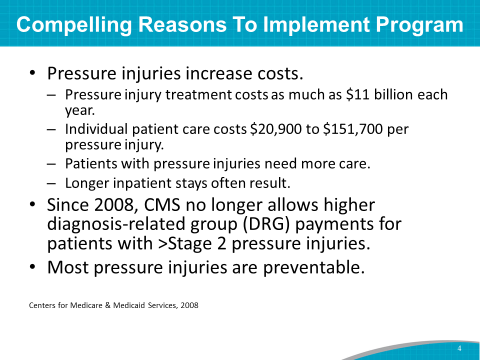 Compelling Reasons To Implement Program
• Pressure injuries increase costs.
– Pressure injury treatment costs as much as $11 billion each
year.
– Individual patient care costs $20,900 to $151,700 per
pressure injury.
– Patients with pressure injuries need more care.
– Longer inpatient stays often result.
• Since 2008, CMS no longer allows higher
diagnosis-related group (DRG) payments for
patients with >Stage 2 pressure injuries.
• Most pressure injuries are preventable.
Centers for Medicare & Medicaid Services, 2008
4